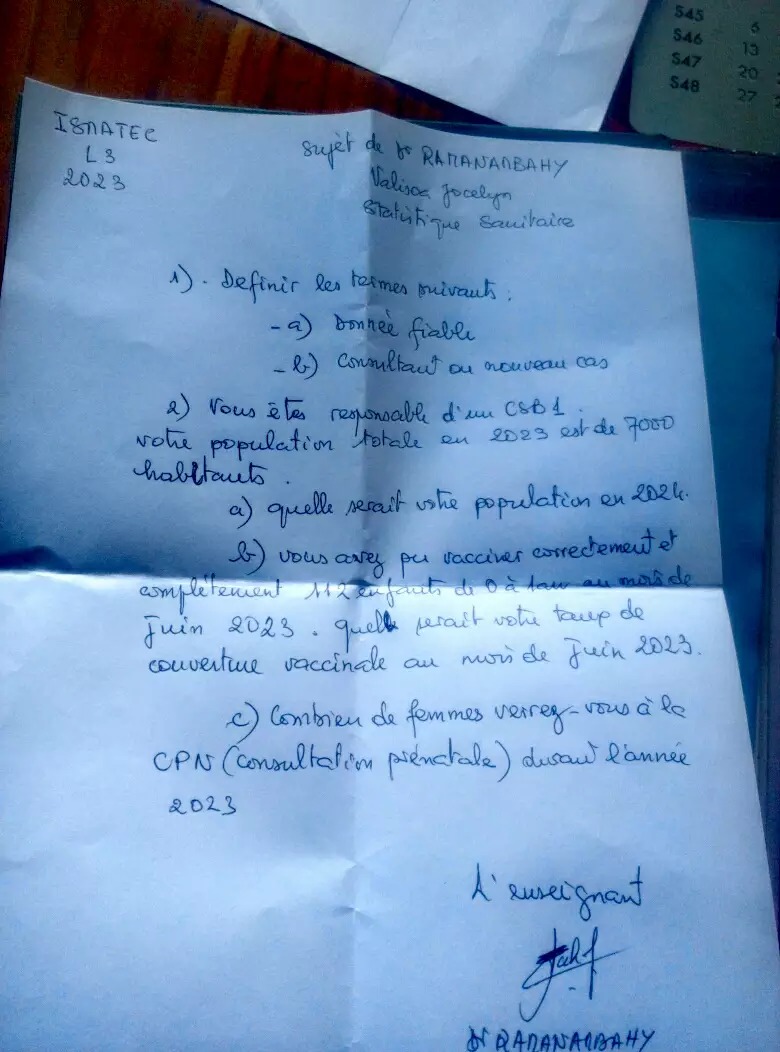 S45 6
S46 13
S47 20
S48 27
ISMATEC
L3
2023
Sujèt de Dr RAMANANBAHY
Valisoa Jocelyn
Statistique Sanitaire
1). Definir les termes suivants :
- a) Donnée fiable
- b) Consultant ou nouveau cas
2) Vous êtes responsable d'un CSB1.
votre population totale en 2023 est de 7000
habitants.
a) quelle serait votre population en 2024.
b) vous avez pu vacciner correctement et
complètement 112 enfants de 0 à 1an au mois de
Juin 2023. quelle serait votre taux de
couverture vaccinale au mois de Juin 2023.
c) Combien de femmes verrez-vous à la
CPN (consultation prénatale) durant l'année
2023
L'enseignant
Dr RAMANANBAHY